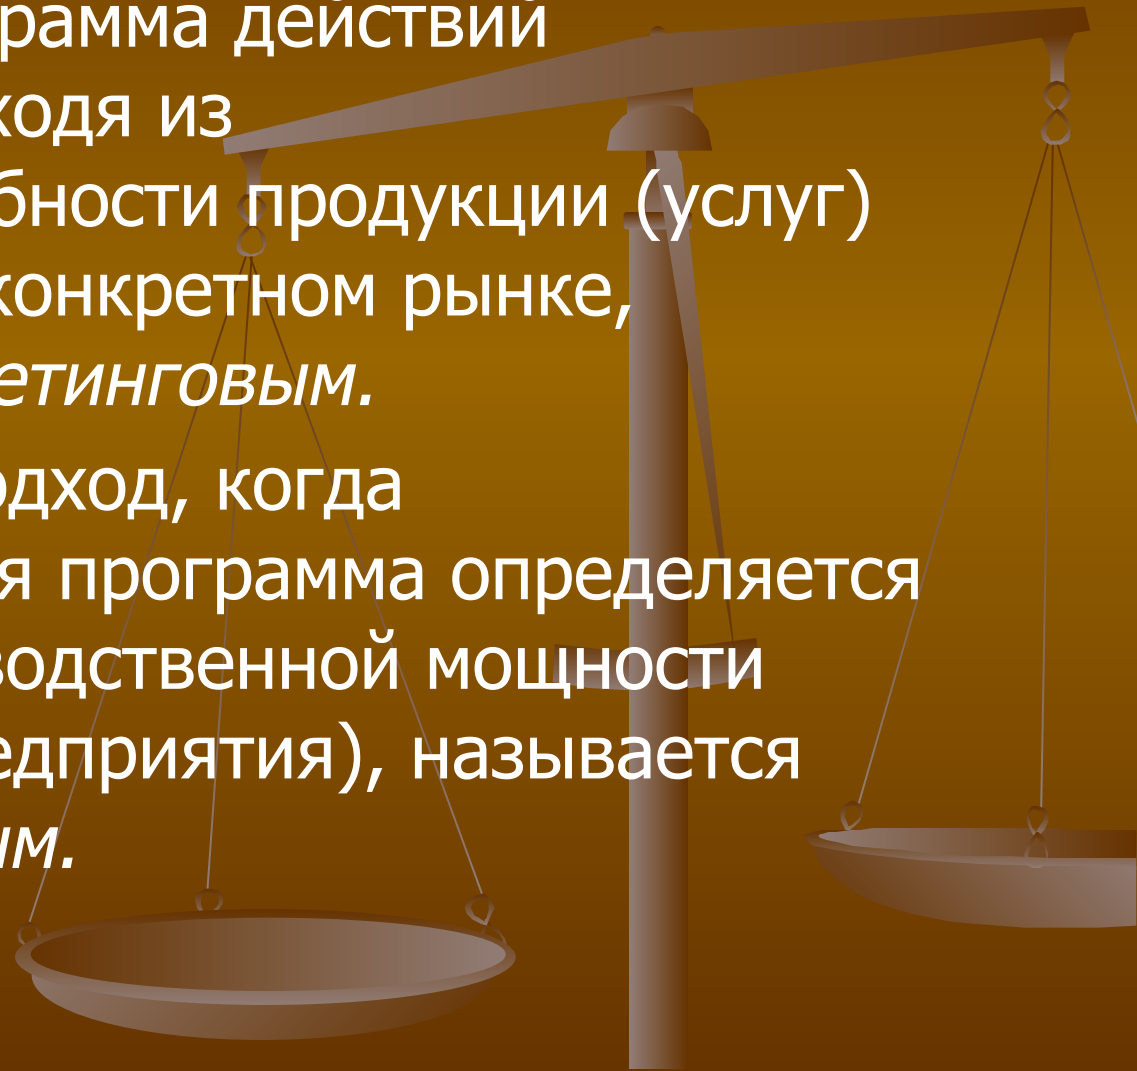 рамма действий
ходя из
бности продукции (услуг)
конкретном рынке,
етинговым.
одход, когда
я программа определяется
водственной мощности
едприятия), называется
ым.